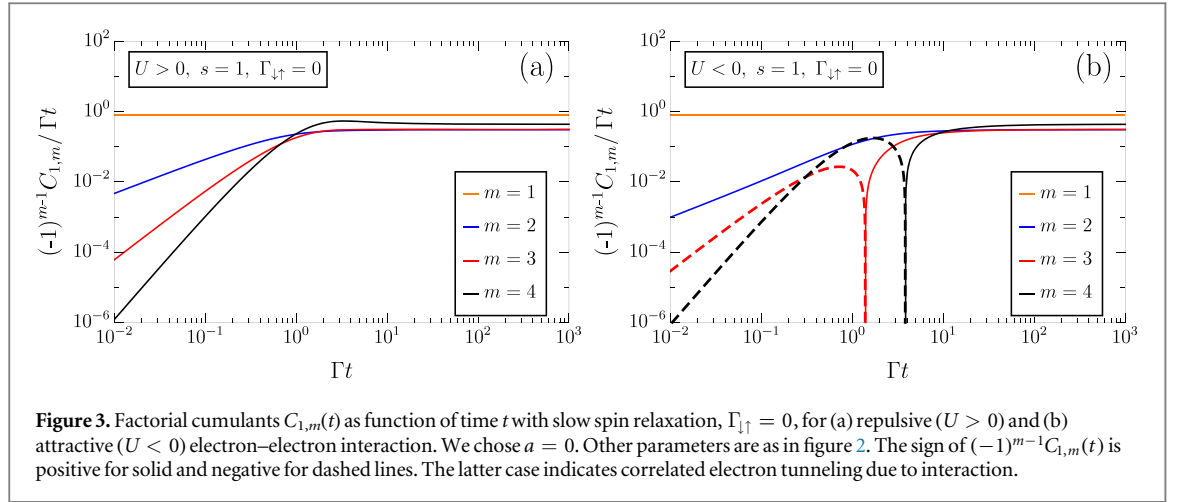 10^2
10^0
10^{-2}
10^{-4}
10^{-6}
(-1)^{m-1}C_{1,m}/Γt
U > 0, s = 1, Γ_{↓↑} = 0
(a)
m = 1
m = 2
m = 3
m = 4
10^{-2} 10^{-1} 10^0 10^1 10^2 10^3
Γt
10^2
10^0
10^{-2}
10^{-4}
10^{-6}
(-1)^{m-1}C_{1,m}/Γt
U < 0, s = 1, Γ_{↓↑} = 0
(b)
m = 1
m = 2
m = 3
m = 4
10^{-2} 10^{-1} 10^0 10^1 10^2 10^3
Γt
Figure 3. Factorial cumulants C_{1,m}(t) as function of time t with slow spin relaxation, Γ_{↓↑} = 0, for (a) repulsive (U > 0) and (b)
attractive (U < 0) electron–electron interaction. We chose a = 0. Other parameters are as in figure 2. The sign of (−1)^{m−1}C_{1,m}(t) is
positive for solid and negative for dashed lines. The latter case indicates correlated electron tunneling due to interaction.